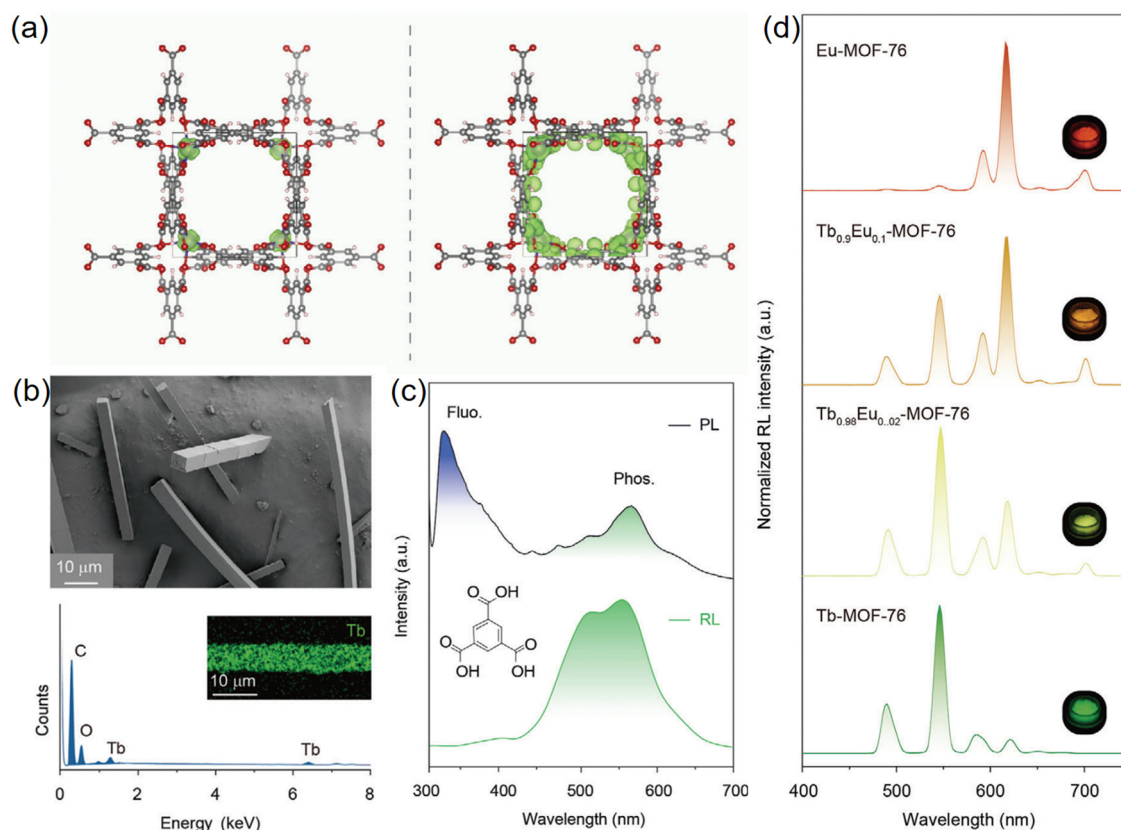 (a)
(b)
10 μm
Tb
10 μm
C
O
Tb
Tb
Counts
0 2 4 6 8
Energy (keV)
(c)
Fluo.
PL
Phos.
Intensity (a.u.)
OH
O
O
O
OH
OH
RL
300 400 500 600 700
Wavelength (nm)
(d)
Eu-MOF-76
Tb0.9Eu0.1-MOF-76
Normalized RL intensity (a.u.)
Tb0.98Eu0..02-MOF-76
Tb-MOF-76
400 500 600 700
Wavelength (nm)